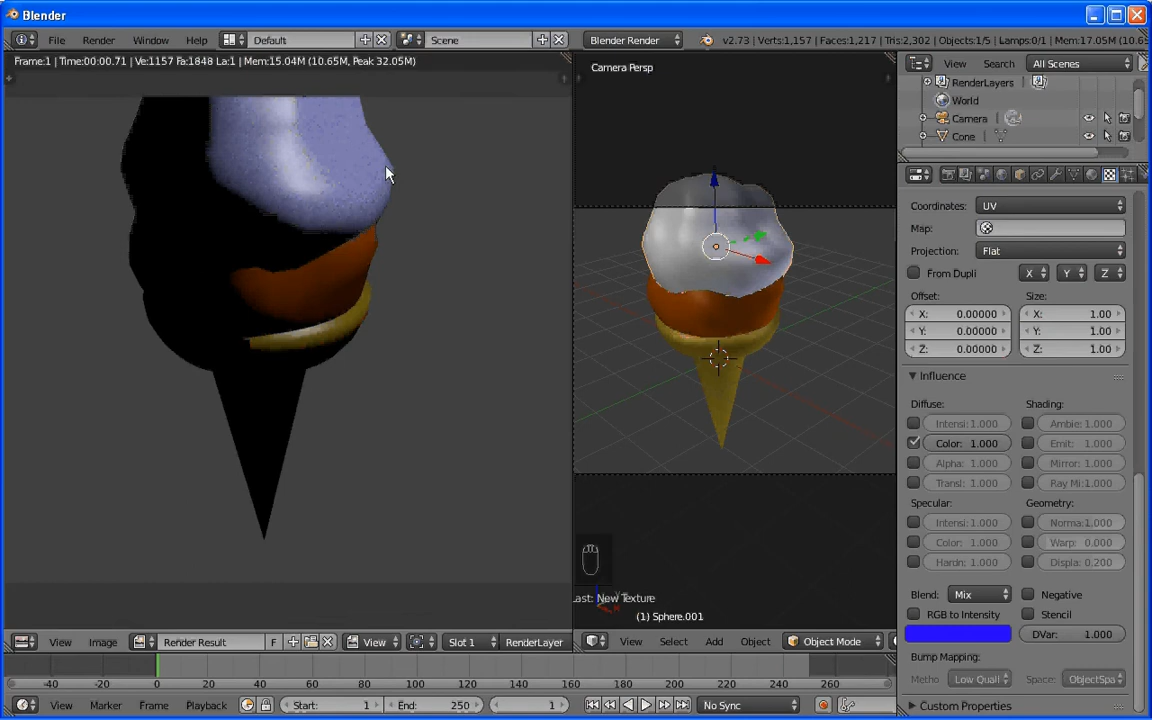 Blender
File Render Window Help Default Scene Blender Render v2.73 | Verts:1,157 | Faces:1,217 | Tris:2,302 | Objects:1/5 | Lamps:0/1 | Mem:17.05M (10.6
Frame:1 | Time:00:00.71 | Ve:1157 Fa:1848 La:1 | Mem:15.04M (10.65M, Peak 32.05M)
Camera Persp
View Search All Scenes
RenderLayers
World
Camera
Cone
Coordinates: UV
Map:
Projection: Flat
From Dupli X Y Z
Offset: Size:
X: 0.00000 X: 1.00
Y: 0.00000 Y: 1.00
Z: 0.00000 Z: 1.00
Influence
Diffuse: Shading:
Intensi: 1.000 Ambie: 1.000
Color: 1.000 Emit: 1.000
Alpha: 1.000 Mirror: 1.000
Transl: 1.000 Ray Mi: 1.000
Specular: Geometry:
Intensi: 1.000 Norma: 1.000
Color: 1.000 Warp: 0.000
Hardn: 1.000 Displa: 0.200
Blend: Mix Negative
RGB to Intensity Stencil
DVar: 1.000
Bump Mapping:
Metho Low Quali Space: ObjectSpa
Custom Properties
ast: New Texture
(1) Sphere.001
View Image Render Result F View Slot 1 RenderLayer
View Select Add Object Object Mode
-40 -20 0 20 40 60 80 100 120 140 160 180 200 220 240 260
View Marker Frame Playback Start: 1 End: 250 1 No Sync